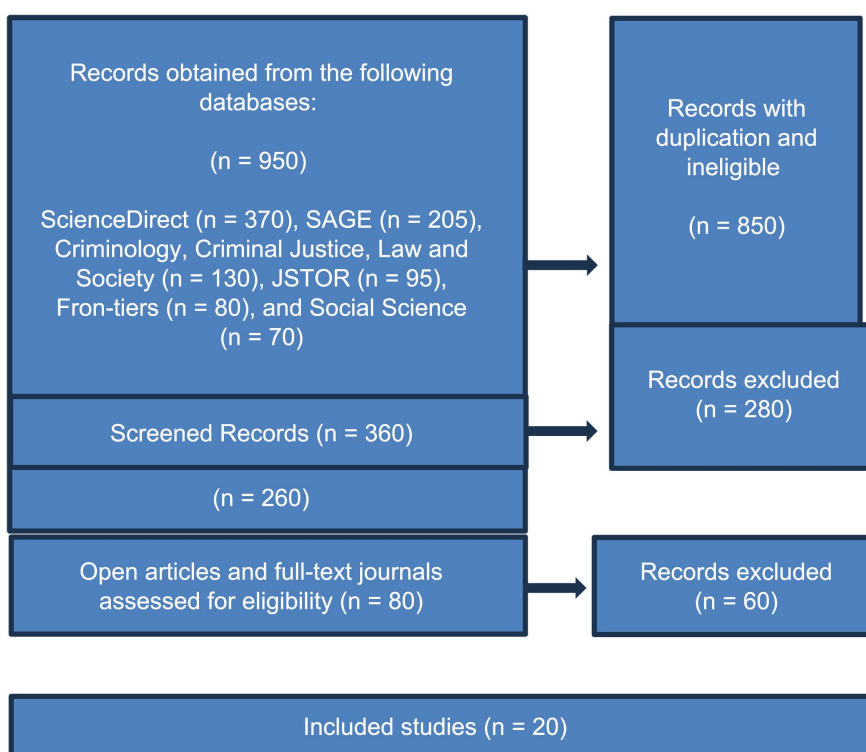 Records obtained from the following
databases:
(n = 950)
ScienceDirect (n = 370), SAGE (n = 205),
Criminology, Criminal Justice, Law and
Society (n = 130), JSTOR (n = 95),
Fron-tiers (n = 80), and Social Science
(n = 70)
Records with
duplication and
ineligible
(n = 850)
Screened Records (n = 360)
Records excluded
(n = 280)
(n = 260)
Open articles and full-text journals
assessed for eligibility (n = 80)
Records excluded
(n = 60)
Included studies (n = 20)